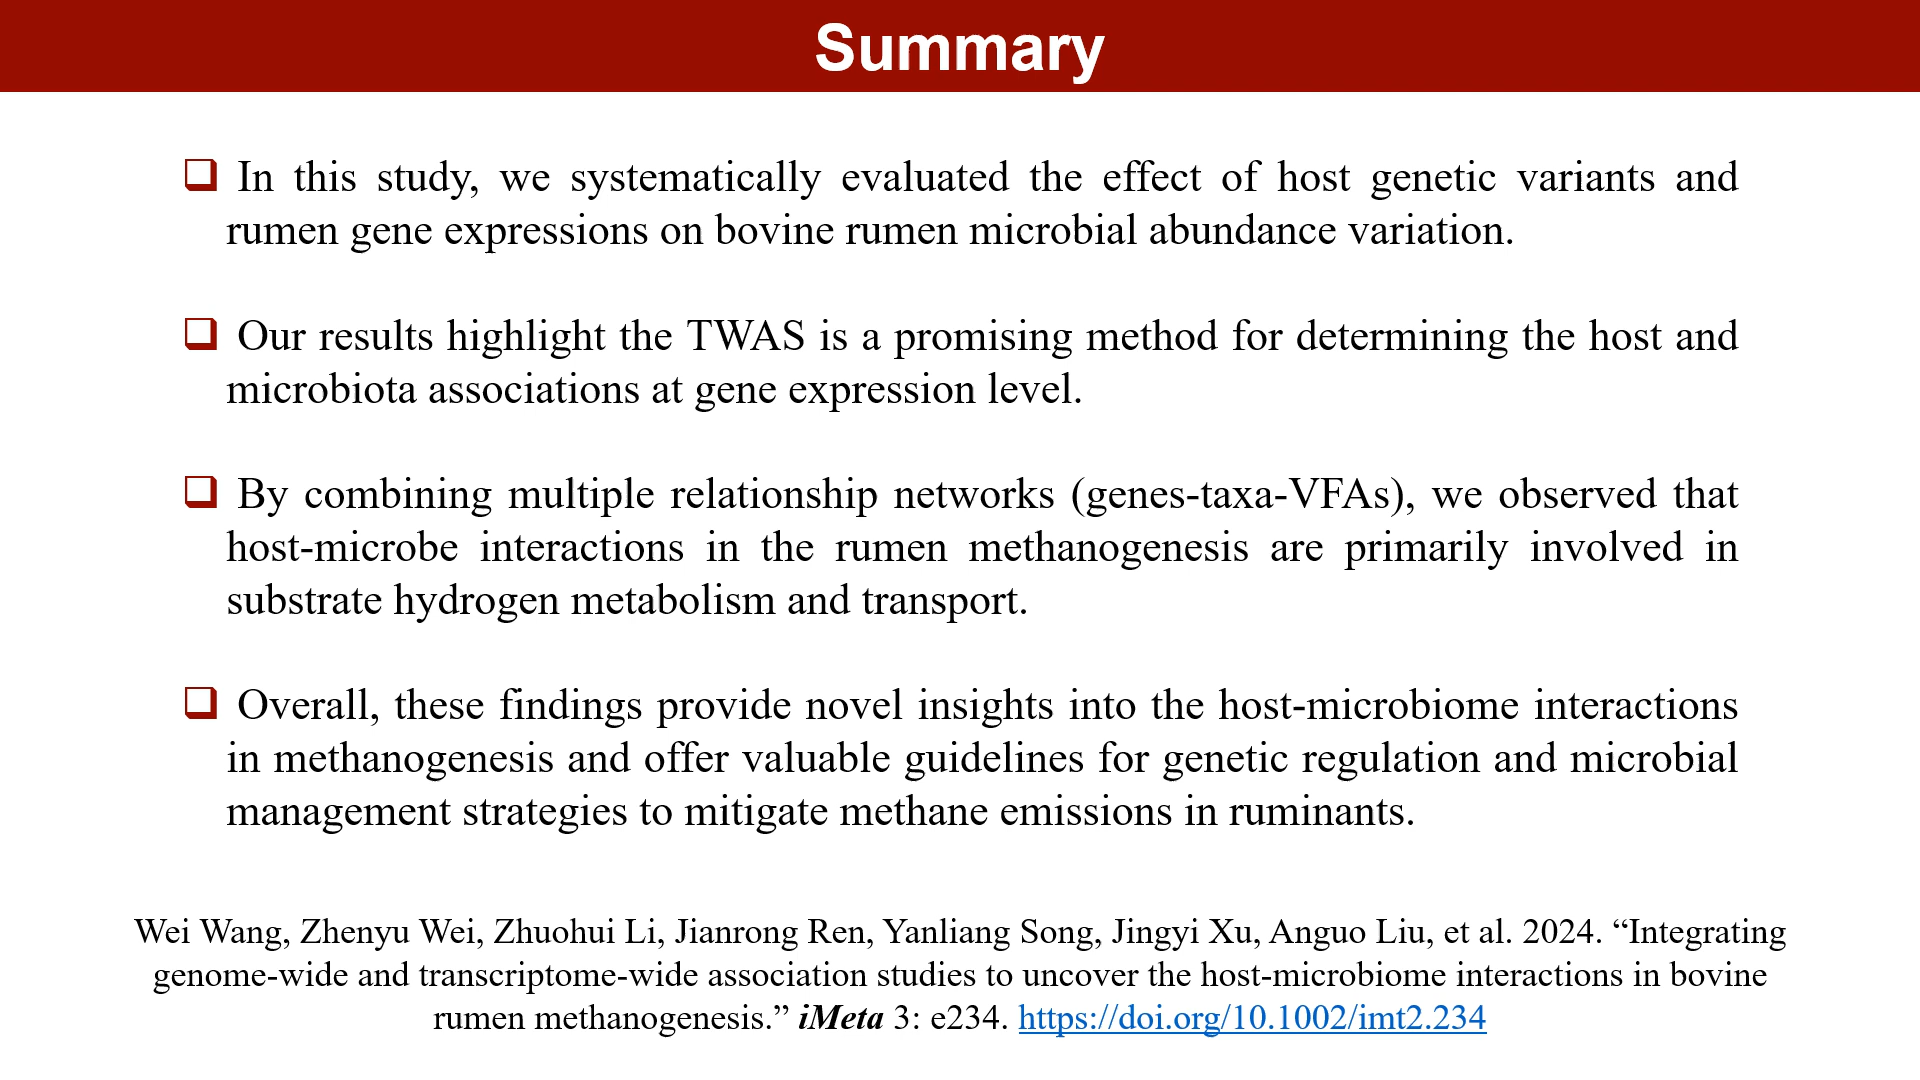 Summary
In this study, we systematically evaluated the effect of host genetic variants and
rumen gene expressions on bovine rumen microbial abundance variation.
Our results highlight the TWAS is a promising method for determining the host and
microbiota associations at gene expression level.
By combining multiple relationship networks (genes-taxa-VFAs), we observed that
host-microbe interactions in the rumen methanogenesis are primarily involved in
substrate hydrogen metabolism and transport.
Overall, these findings provide novel insights into the host-microbiome interactions
in methanogenesis and offer valuable guidelines for genetic regulation and microbial
management strategies to mitigate methane emissions in ruminants.
Wei Wang, Zhenyu Wei, Zhuohui Li, Jianrong Ren, Yanliang Song, Jingyi Xu, Anguo Liu, et al. 2024. “Integrating
genome-wide and transcriptome-wide association studies to uncover the host-microbiome interactions in bovine
rumen methanogenesis.” iMeta 3: e234. https://doi.org/10.1002/imt2.234